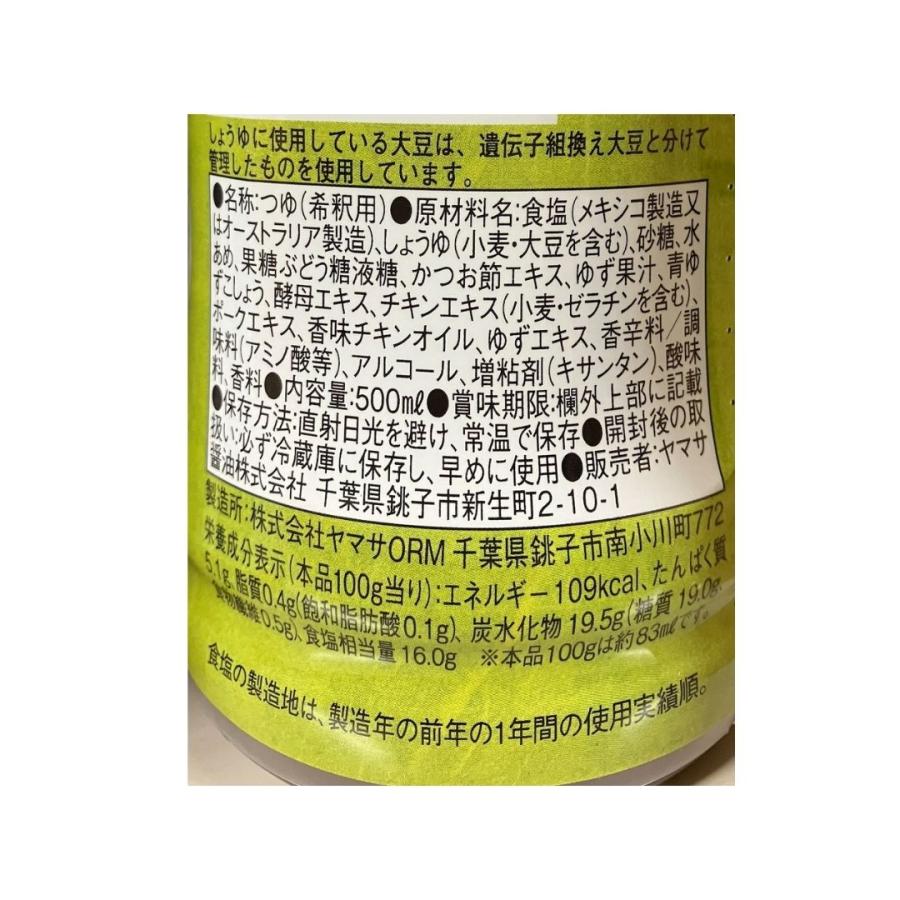 しょうゆに使用している大豆は、遺伝子組換え大豆と分けて
管理したものを使用しています。
●名称:つゆ(希釈用)●原材料名:食塩(メキシコ製造又
はオーストラリア製造)、しょうゆ(小麦・大豆を含む)、砂糖、水
あめ、果糖ぶどう糖液糖、かつお節エキス、ゆず果汁、青ゆ
ずこしょう、酵母エキス、チキンエキス(小麦・ゼラチンを含む)、
ポークエキス、香味チキンオイル、ゆずエキス、香辛料/調
味料(アミノ酸等)、アルコール、増粘剤(キサンタン)、酸味
料、香料●内容量:500ml●賞味期限:欄外上部に記載
●保存方法:直射日光を避け、常温で保存●開封後の取
扱い:必ず冷蔵庫に保存し、早めに使用●販売者:ヤマサ
醤油株式会社 千葉県銚子市新生町2-10-1
製造所:株式会社ヤマサORM 千葉県銚子市南小川町772
栄養成分表示(本品100g当り):エネルギー109kcal、たんぱく質
5.1g、脂質0.4g(飽和脂肪酸0.1g)、炭水化物19.5g(糖質19.0g、
食物繊維0.5g)、食塩相当量16.0g ※本品100gは約83mlです。
食塩の製造地は、製造年の前年の1年間の使用実績順。